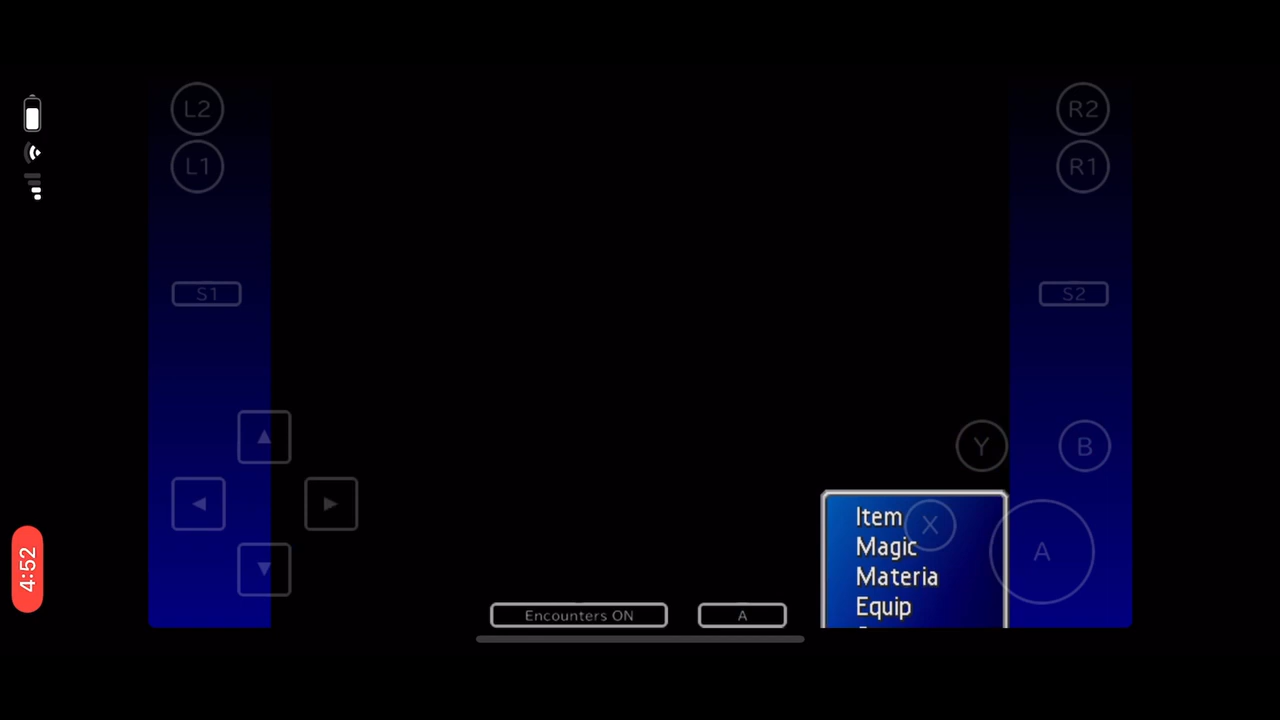 L2
R2
L1
R1
S1
S2
Y
B
Item
X
Magic
A
Materia
Equip
4:52
Encounters ON
A